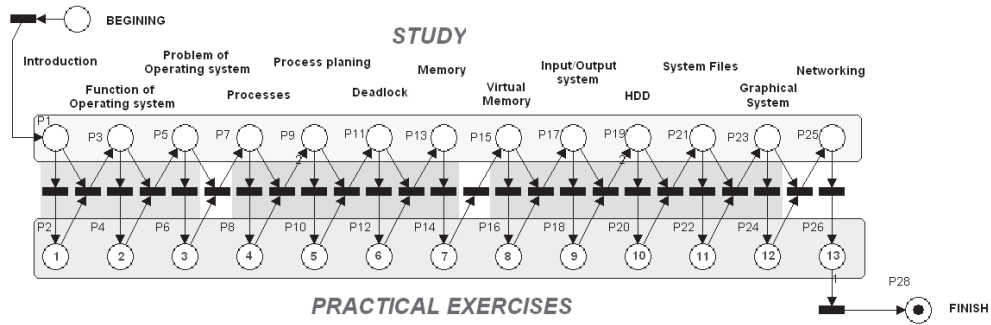 BEGINING
STUDY
Introduction
Problem of
Operating system
Process planing
Memory
Input/Output
system
System Files
Networking
Function of
Operating system
Processes
Deadlock
Virtual
Memory
HDD
Graphical
System
P1
P3
P5
P7
P9
P11
P13
P15
P17
P19
P21
P23
P25
2
2
P2
P4
P6
P8
P10
P12
P14
P16
P18
P20
P22
P24
P26
1
2
3
4
5
6
7
8
9
10
11
12
13
1
P28
PRACTICAL EXERCISES
FINISH